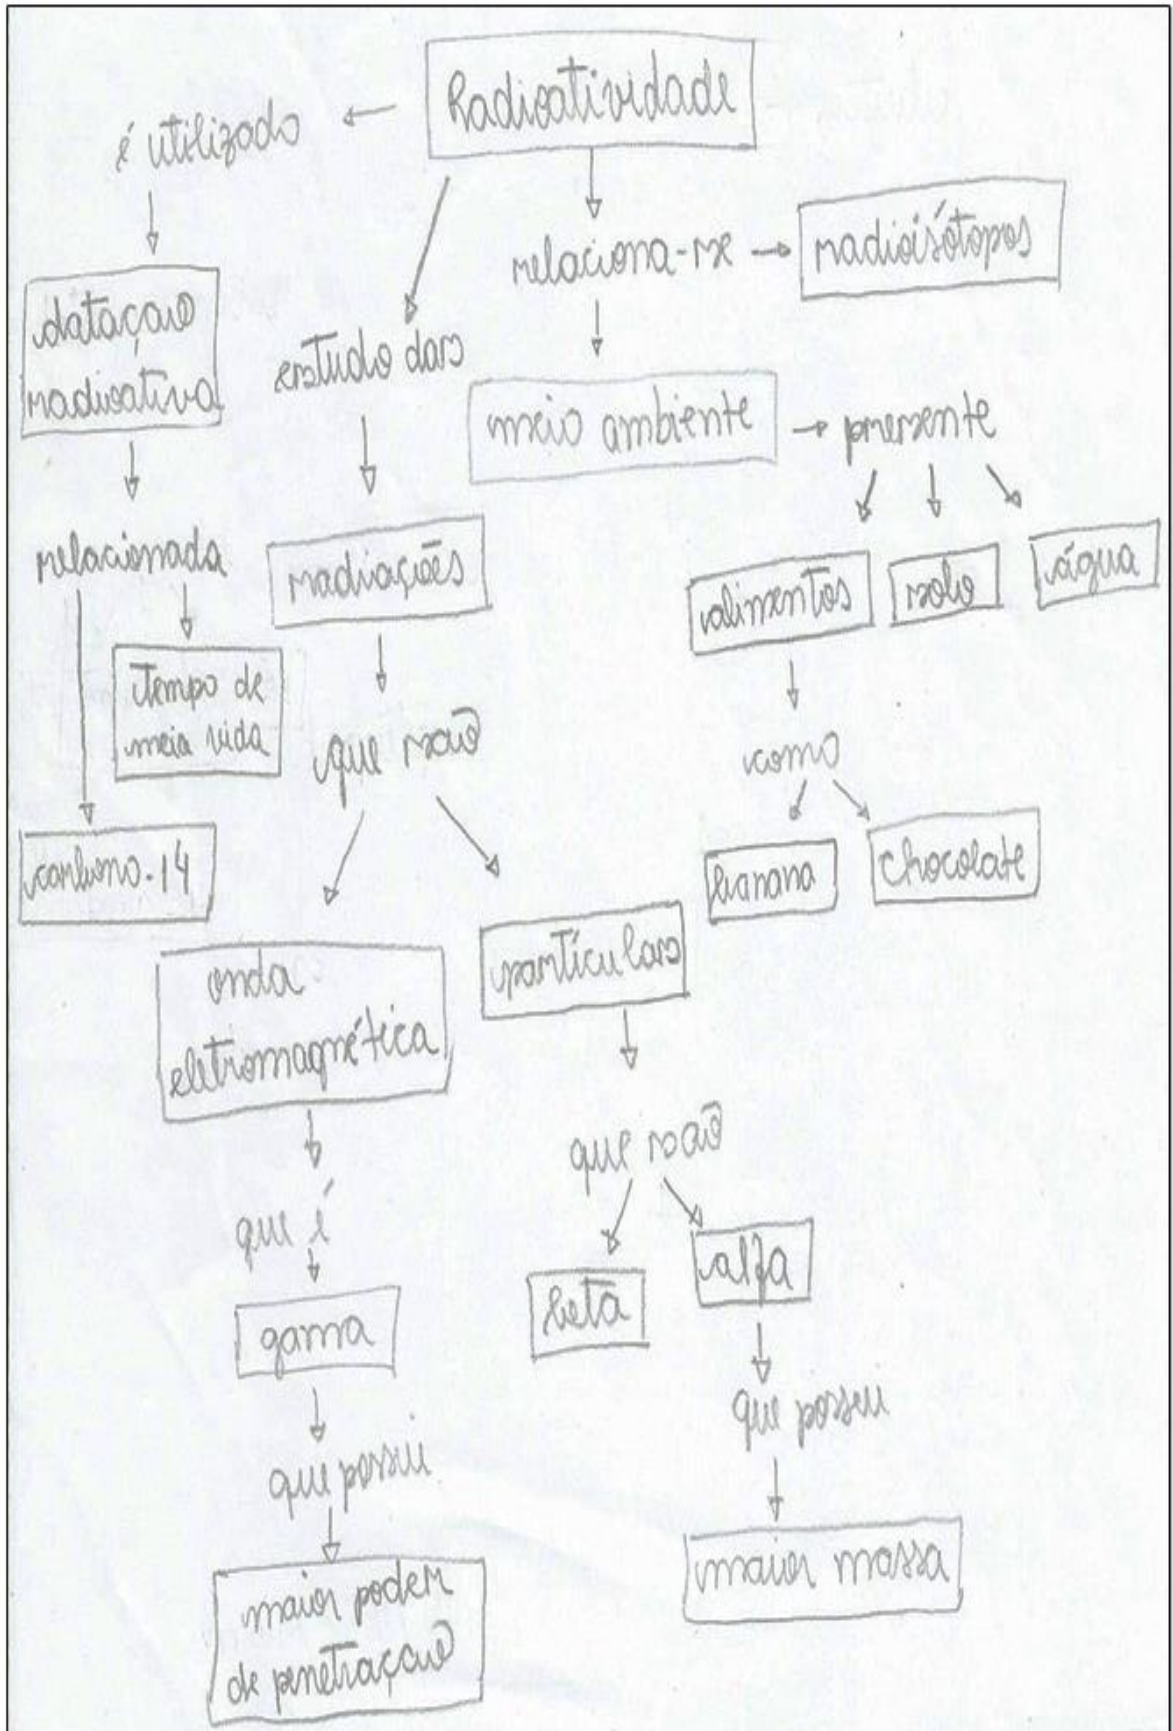 Radioatividade
é utilizado
relaciona-se
radioisótopos
datação
radioativa
estudo das
meio ambiente
presente
relacionada
radiações
alimentos
solo
água
tempo de
meia vida
que são
como
carbono-14
banana
chocolate
onda
eletromagnética
partículas
que são
que é
beta
alfa
gama
que possui
que possui
maior massa
maior poder
de penetração